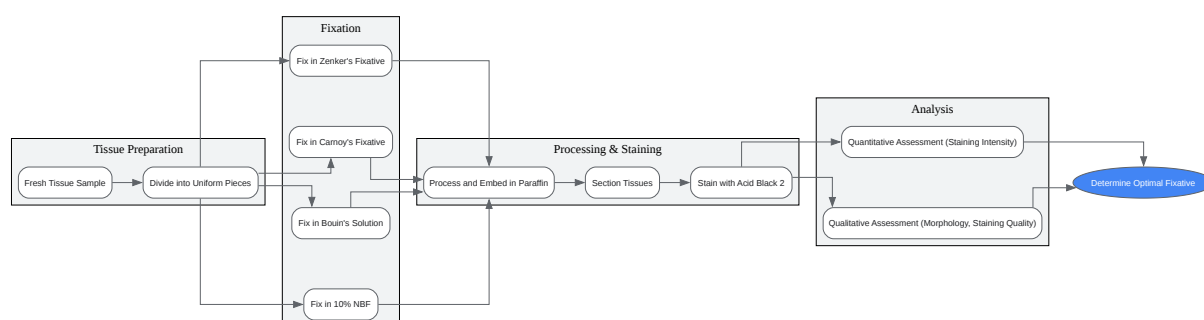 Fixation
Fix in Zenker's Fixative
Fix in Carnoy's Fixative
Fix in Bouin's Solution
Fix in 10% NBF
Tissue Preparation
Fresh Tissue Sample
Divide into Uniform Pieces
Processing & Staining
Process and Embed in Paraffin
Section Tissues
Stain with Acid Black 2
Analysis
Quantitative Assessment (Staining Intensity)
Qualitative Assessment (Morphology, Staining Quality)
Determine Optimal Fixative